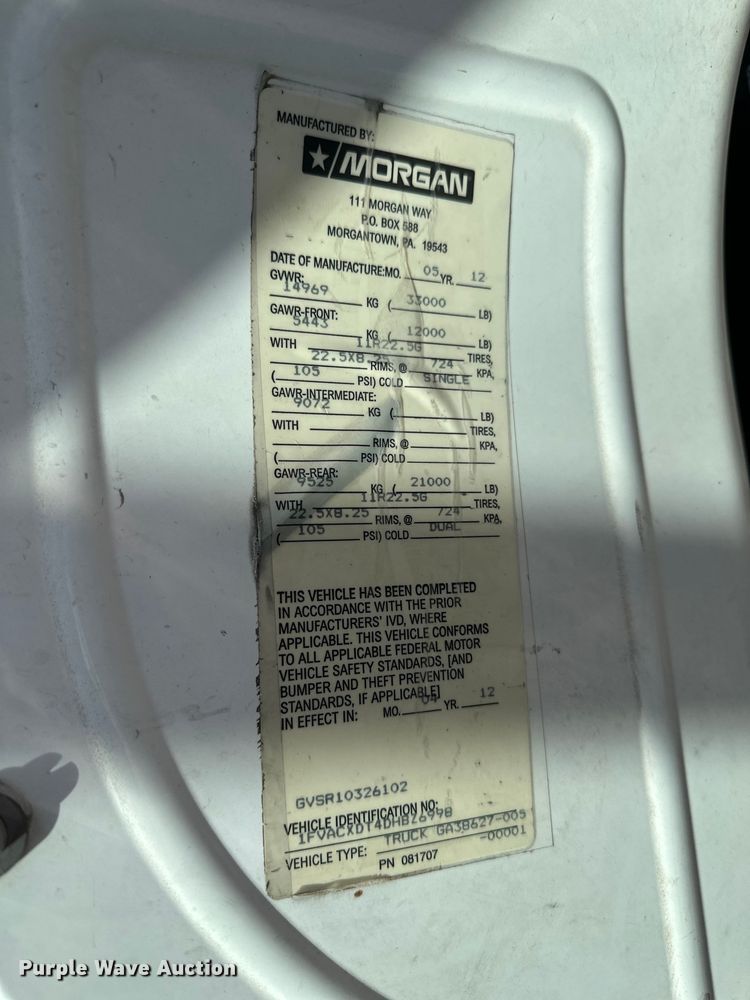 MANUFACTURED BY:
MORGAN
111 MORGAN WAY
P.O. BOX 588
MORGANTOWN, PA. 19543
DATE OF MANUFACTURE:MO. 05 YR. 12
GVWR: 14969 KG ( 33000 LB)
GAWR-FRONT: 5443 KG ( 12000 LB)
WITH 11R22.5G TIRES,
22.5X8.25 RIMS, @ 724 KPA,
( 105 PSI) COLD SINGLE
GAWR-INTERMEDIATE:
9072 KG ( LB)
WITH TIRES,
RIMS, @ KPA,
( PSI) COLD
GAWR-REAR:
9525 KG ( 21000 LB)
WITH 11R22.5G TIRES,
22.5X8.25 RIMS, @ 724 KPA,
( 105 PSI) COLD DUAL
THIS VEHICLE HAS BEEN COMPLETED
IN ACCORDANCE WITH THE PRIOR
MANUFACTURERS' IVD, WHERE
APPLICABLE. THIS VEHICLE CONFORMS
TO ALL APPLICABLE FEDERAL MOTOR
VEHICLE SAFETY STANDARDS, [AND
BUMPER AND THEFT PREVENTION
STANDARDS, IF APPLICABLE]
IN EFFECT IN: MO. 04 YR. 12
GVSR10326102
VEHICLE IDENTIFICATION NO:
1FVACXDT4DHBZ6998
VEHICLE TYPE: TRUCK GA38627-005
-00001
PN 081707
Purple Wave Auction